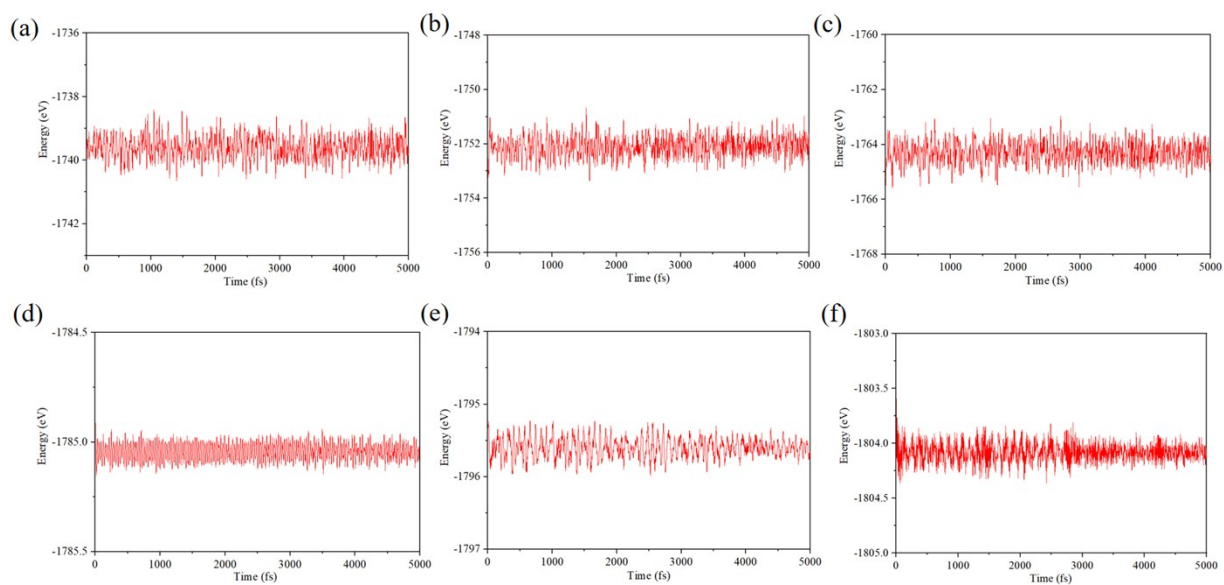 (a)
-1736
-1738
-1740
-1742
Energy (eV)
0 1000 2000 3000 4000 5000
Time (fs)
(b)
-1748
-1750
-1752
-1754
-1756
Energy (eV)
0 1000 2000 3000 4000 5000
Time (fs)
(c)
-1760
-1762
-1764
-1766
-1768
Energy (eV)
0 1000 2000 3000 4000 5000
Time (fs)
(d)
-1784.5
-1785.0
-1785.5
Energy (eV)
0 1000 2000 3000 4000 5000
Time (fs)
(e)
-1794
-1795
-1796
-1797
Energy (eV)
0 1000 2000 3000 4000 5000
Time (fs)
(f)
-1803.0
-1803.5
-1804.0
-1804.5
-1805.0
Energy (eV)
0 1000 2000 3000 4000 5000
Time (fs)